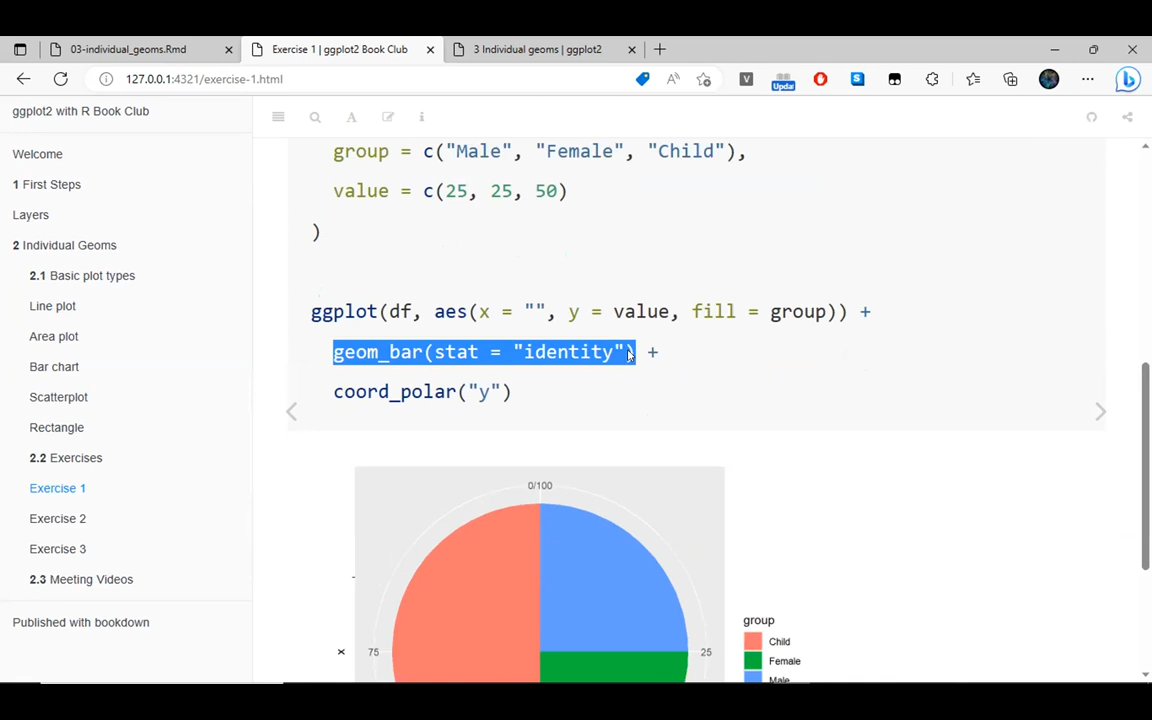 03-individual_geoms.Rmd
Exercise 1 | ggplot2 Book Club
3 Individual geoms | ggplot2
127.0.0.1:4321/exercise-1.html
ggplot2 with R Book Club
Welcome
1 First Steps
Layers
2 Individual Geoms
2.1 Basic plot types
Line plot
Area plot
Bar chart
Scatterplot
Rectangle
2.2 Exercises
Exercise 1
Exercise 2
Exercise 3
2.3 Meeting Videos
Published with bookdown
group = c("Male", "Female", "Child"),
value = c(25, 25, 50)
)
ggplot(df, aes(x = "", y = value, fill = group)) +
geom_bar(stat = "identity") +
coord_polar("y")
0/100
75
25
x
group
Child
Female
Male